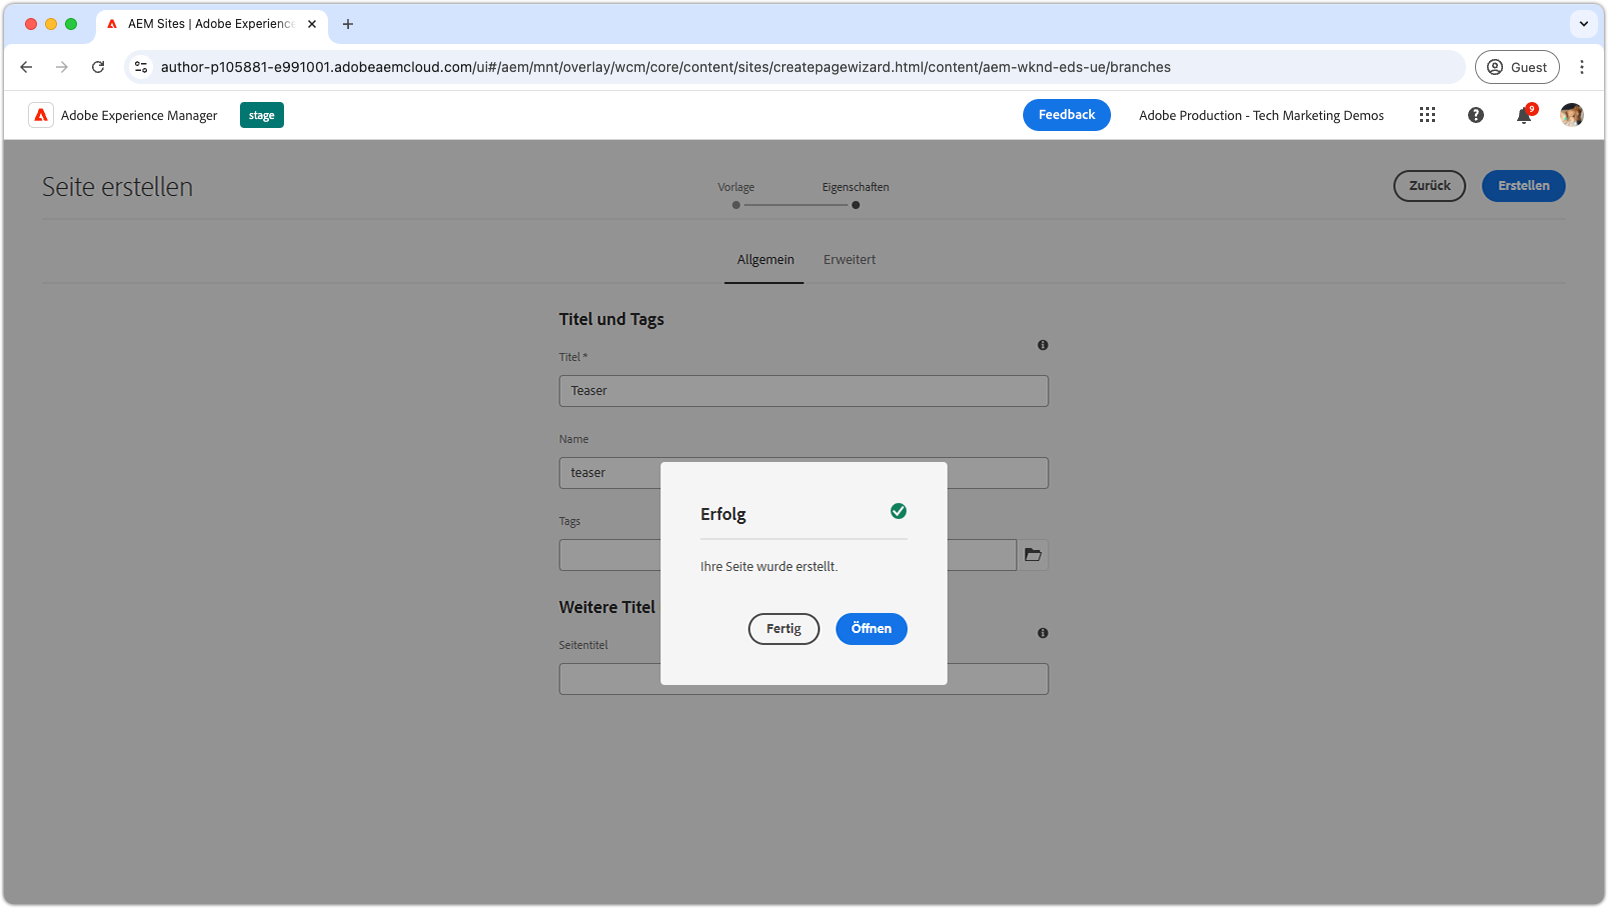 AEM Sites | Adobe Experience
author-p105881-e991001.adobeaemcloud.com/ui#/aem/mnt/overlay/wcm/core/content/sites/createpagewizard.html/content/aem-wknd-eds-ue/branches
Guest
Adobe Experience Manager
stage
Feedback
Adobe Production - Tech Marketing Demos
9
Seite erstellen
Vorlage
Eigenschaften
Zurück
Erstellen
Allgemein
Erweitert
Titel und Tags
Titel *
Teaser
Name
teaser
Tags
Erfolg
Ihre Seite wurde erstellt.
Fertig
Öffnen
Weitere Titel
Seitentitel